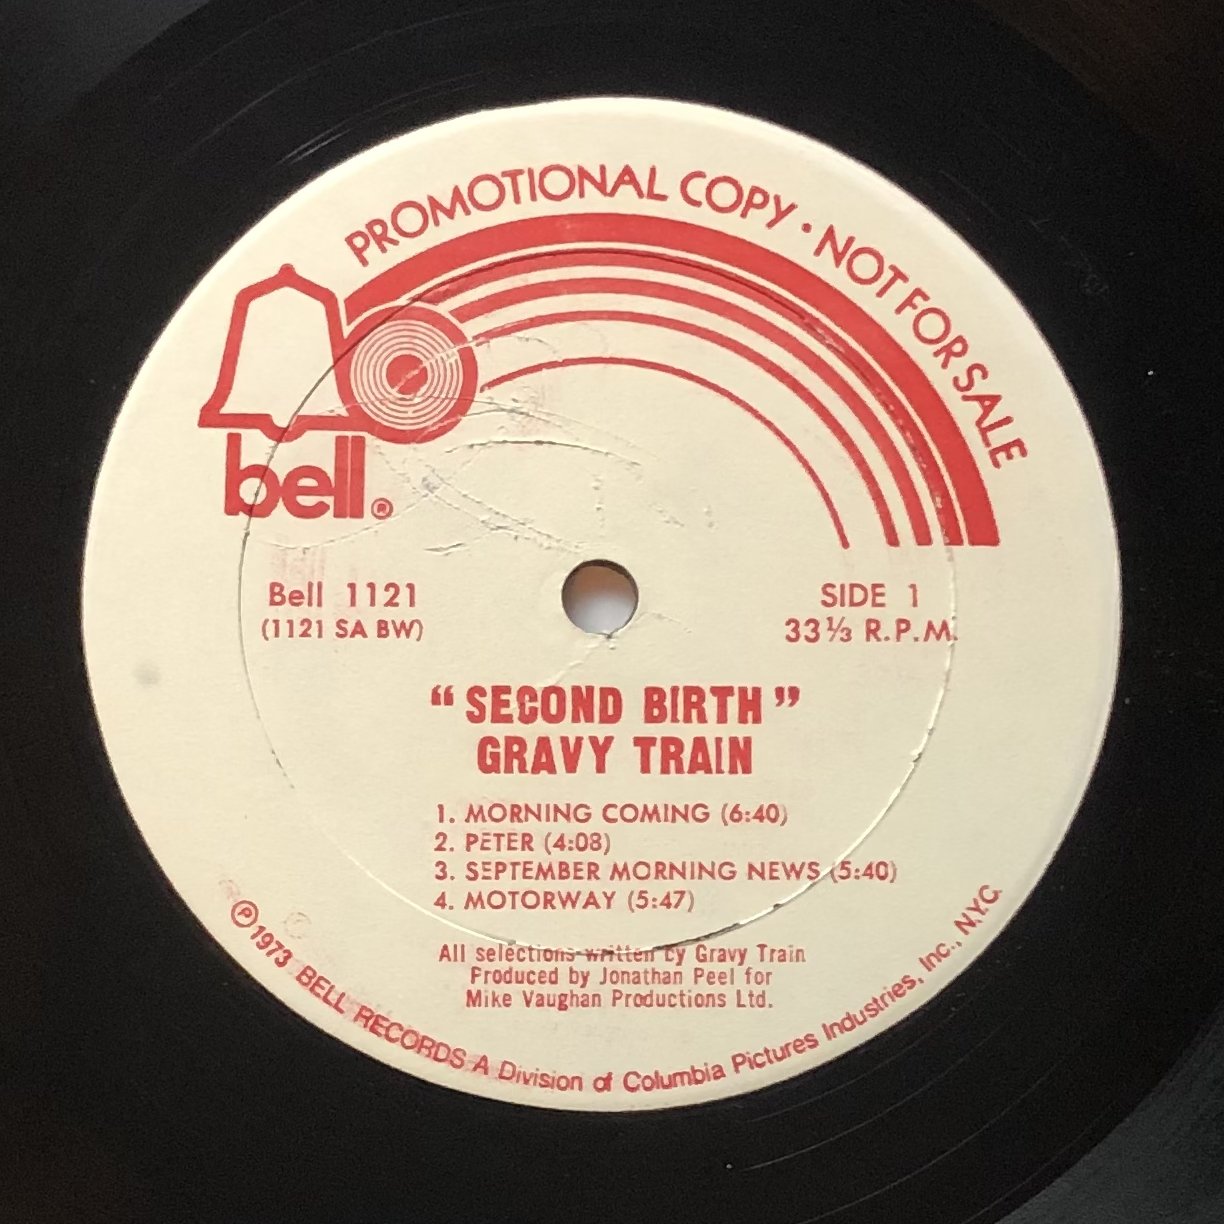 PROMOTIONAL COPY · NOT FOR SALE
bell®
Bell 1121
(1121 SA BW)
SIDE 1
33⅓ R.P.M.
“SECOND BIRTH”
GRAVY TRAIN
1. MORNING COMING (6:40)
2. PETER (4:08)
3. SEPTEMBER MORNING NEWS (5:40)
4. MOTORWAY (5:47)
All selections written by Gravy Train
Produced by Jonathan Peel for
Mike Vaughan Productions Ltd.
℗1973 BELL RECORDS A Division of Columbia Pictures Industries, Inc., N.Y.C.